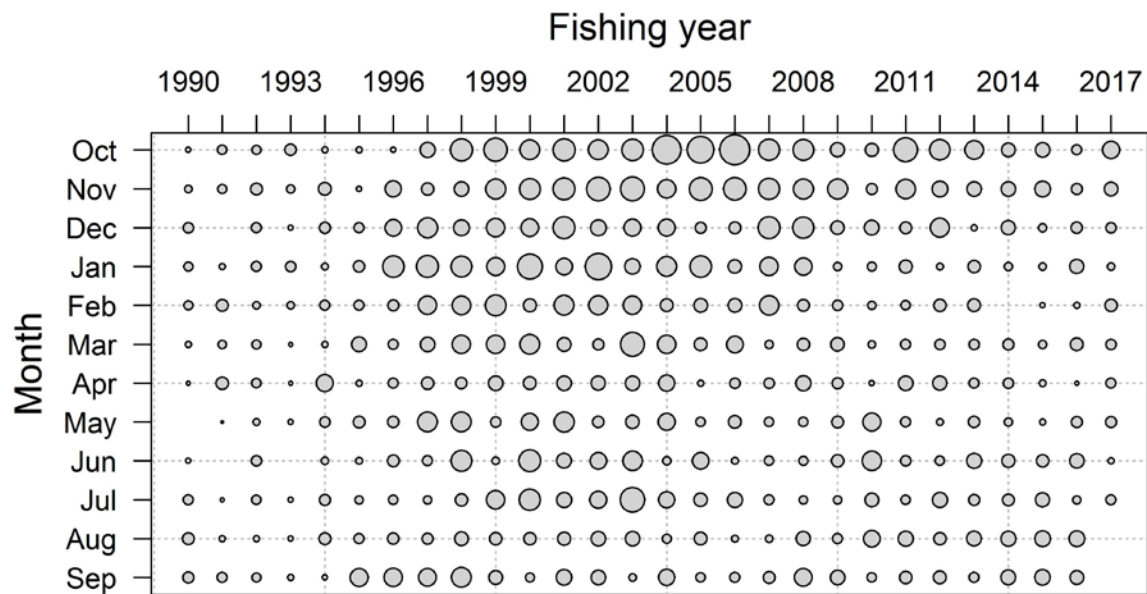 Fishing year
1990 1993 1996 1999 2002 2005 2008 2011 2014 2017
Month
Oct
Nov
Dec
Jan
Feb
Mar
Apr
May
Jun
Jul
Aug
Sep